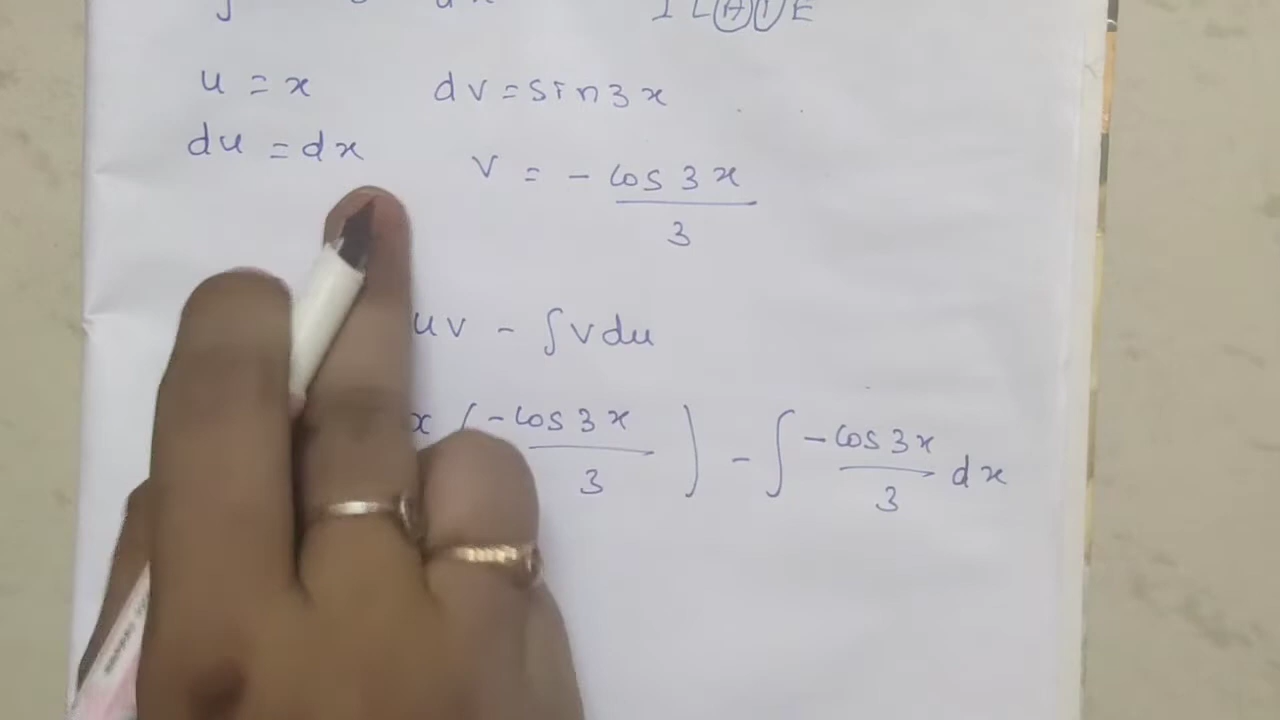 I L A T E
u = x dv = sin 3x
du = dx v = - cos 3x / 3
uv - ∫ v du
x ( -cos 3x / 3 ) - ∫ -cos 3x / 3 dx